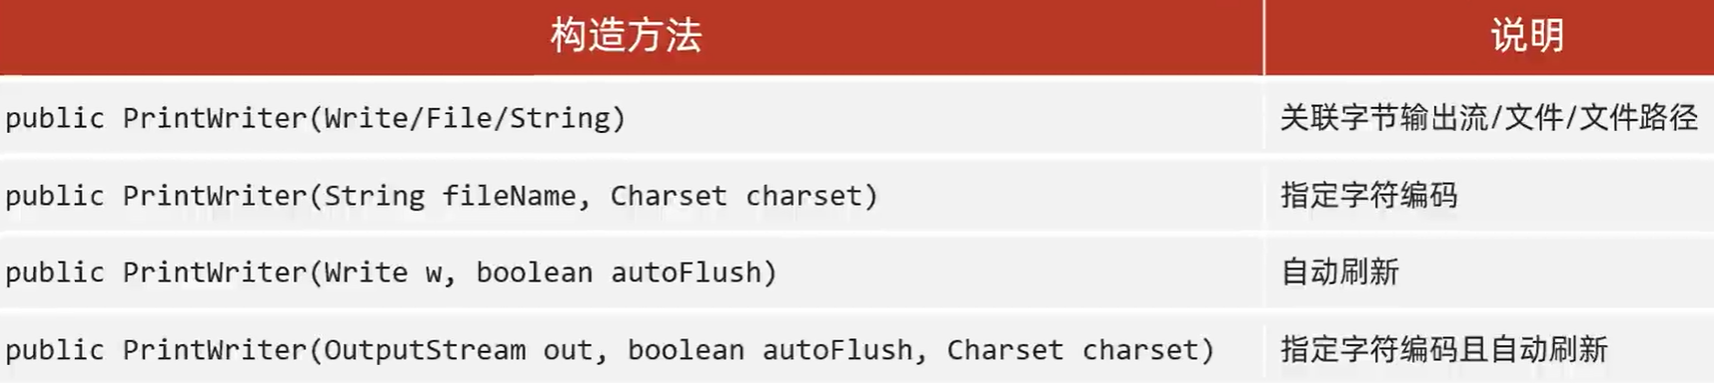 构造方法 说明
public PrintWriter(Write/File/String) 关联字节输出流/文件/文件路径
public PrintWriter(String fileName, Charset charset) 指定字符编码
public PrintWriter(Write w, boolean autoFlush) 自动刷新
public PrintWriter(OutputStream out, boolean autoFlush, Charset charset) 指定字符编码且自动刷新